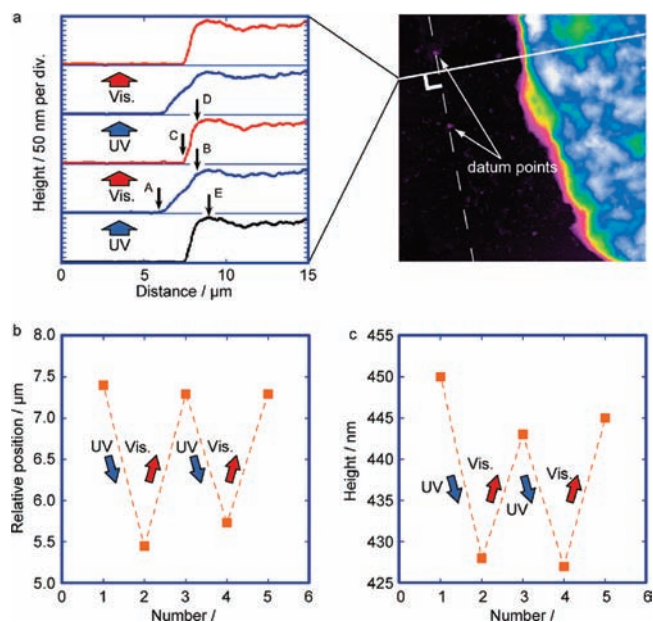 a
Height / 50 nm per div.
Vis.
UV
Vis.
UV
D
C
B
A
E
0 5 10 15
Distance / μm
datum points
b
Relative position / μm
8.0
7.5
7.0
6.5
6.0
5.5
5.0
UV Vis. UV Vis.
0 1 2 3 4 5 6
Number /
c
Height / nm
455
450
445
440
435
430
425
UV Vis. UV Vis.
0 1 2 3 4 5 6
Number /